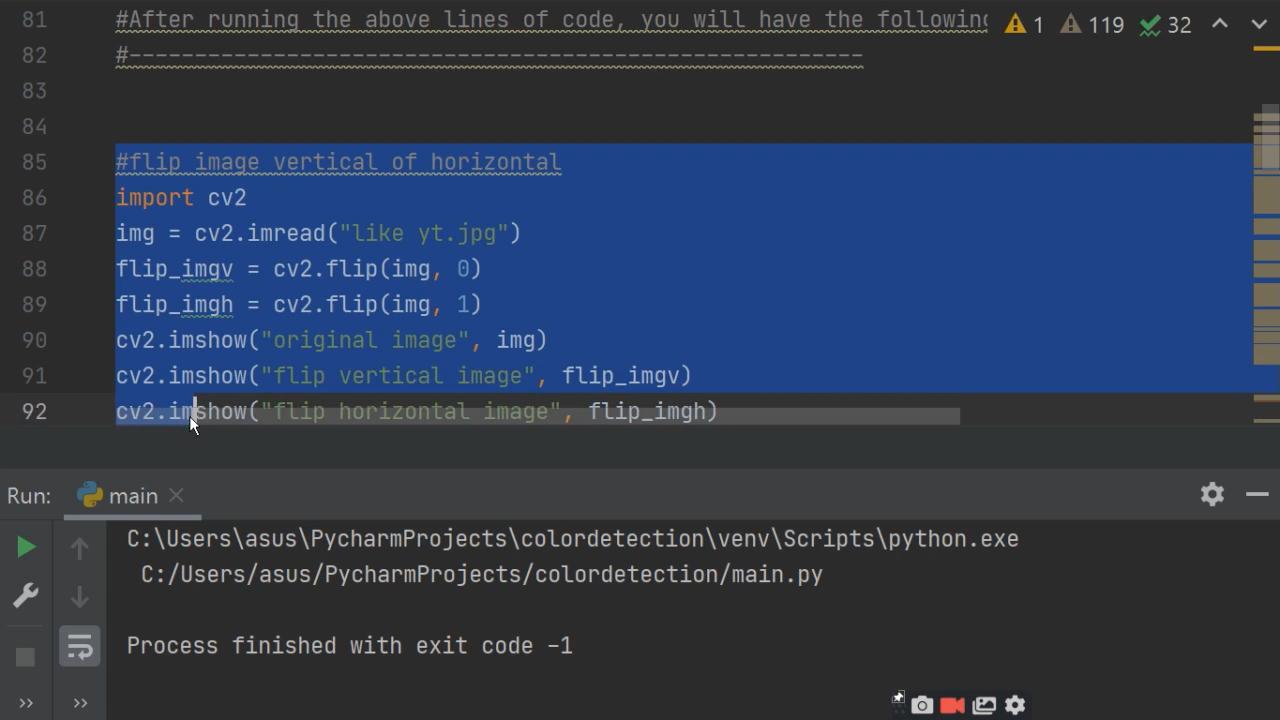 81 #After running the above lines of code, you will have the following
1 119 32
82 #--------------------------------------------------------
83
84
85 #flip image vertical of horizontal
86 import cv2
87 img = cv2.imread("like yt.jpg")
88 flip_imgv = cv2.flip(img, 0)
89 flip_imgh = cv2.flip(img, 1)
90 cv2.imshow("original image", img)
91 cv2.imshow("flip vertical image", flip_imgv)
92 cv2.imshow("flip horizontal image", flip_imgh)
Run: main
C:\Users\asus\PycharmProjects\colordetection\venv\Scripts\python.exe
C:/Users/asus/PycharmProjects/colordetection/main.py
Process finished with exit code -1